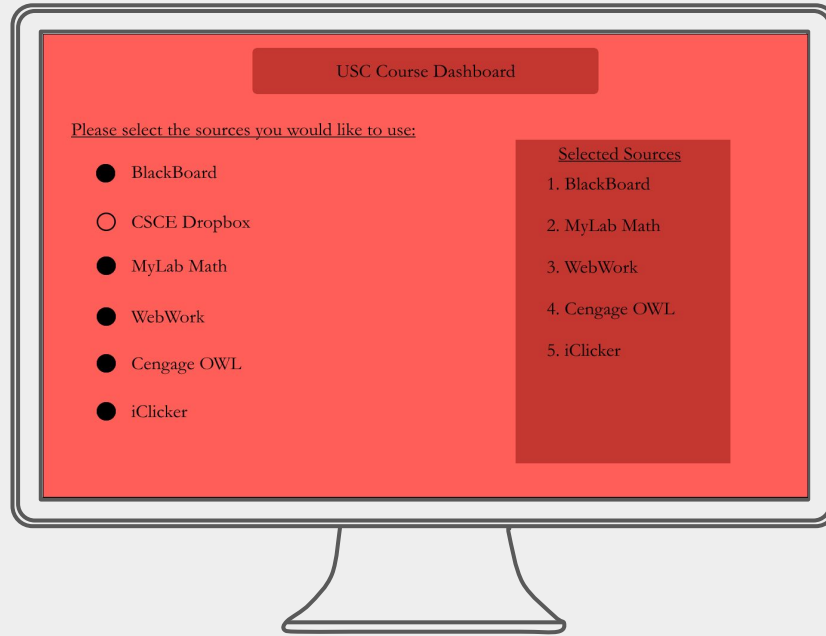 USC Course Dashboard
Please select the sources you would like to use:
BlackBoard
CSCE Dropbox
MyLab Math
WebWork
Cengage OWL
iClicker
Selected Sources
1. BlackBoard
2. MyLab Math
3. WebWork
4. Cengage OWL
5. iClicker